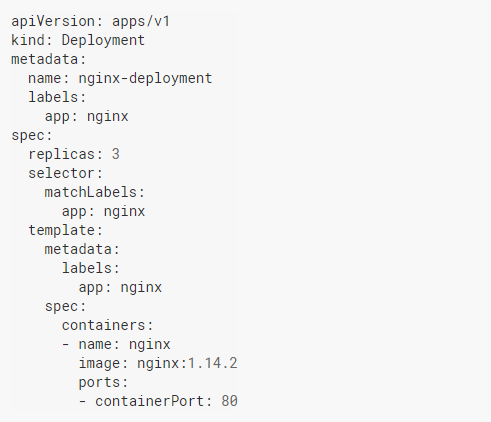 apiVersion: apps/v1
kind: Deployment
metadata:
  name: nginx-deployment
  labels:
    app: nginx
spec:
  replicas: 3
  selector:
    matchLabels:
      app: nginx
  template:
    metadata:
      labels:
        app: nginx
    spec:
      containers:
      - name: nginx
        image: nginx:1.14.2
        ports:
        - containerPort: 80